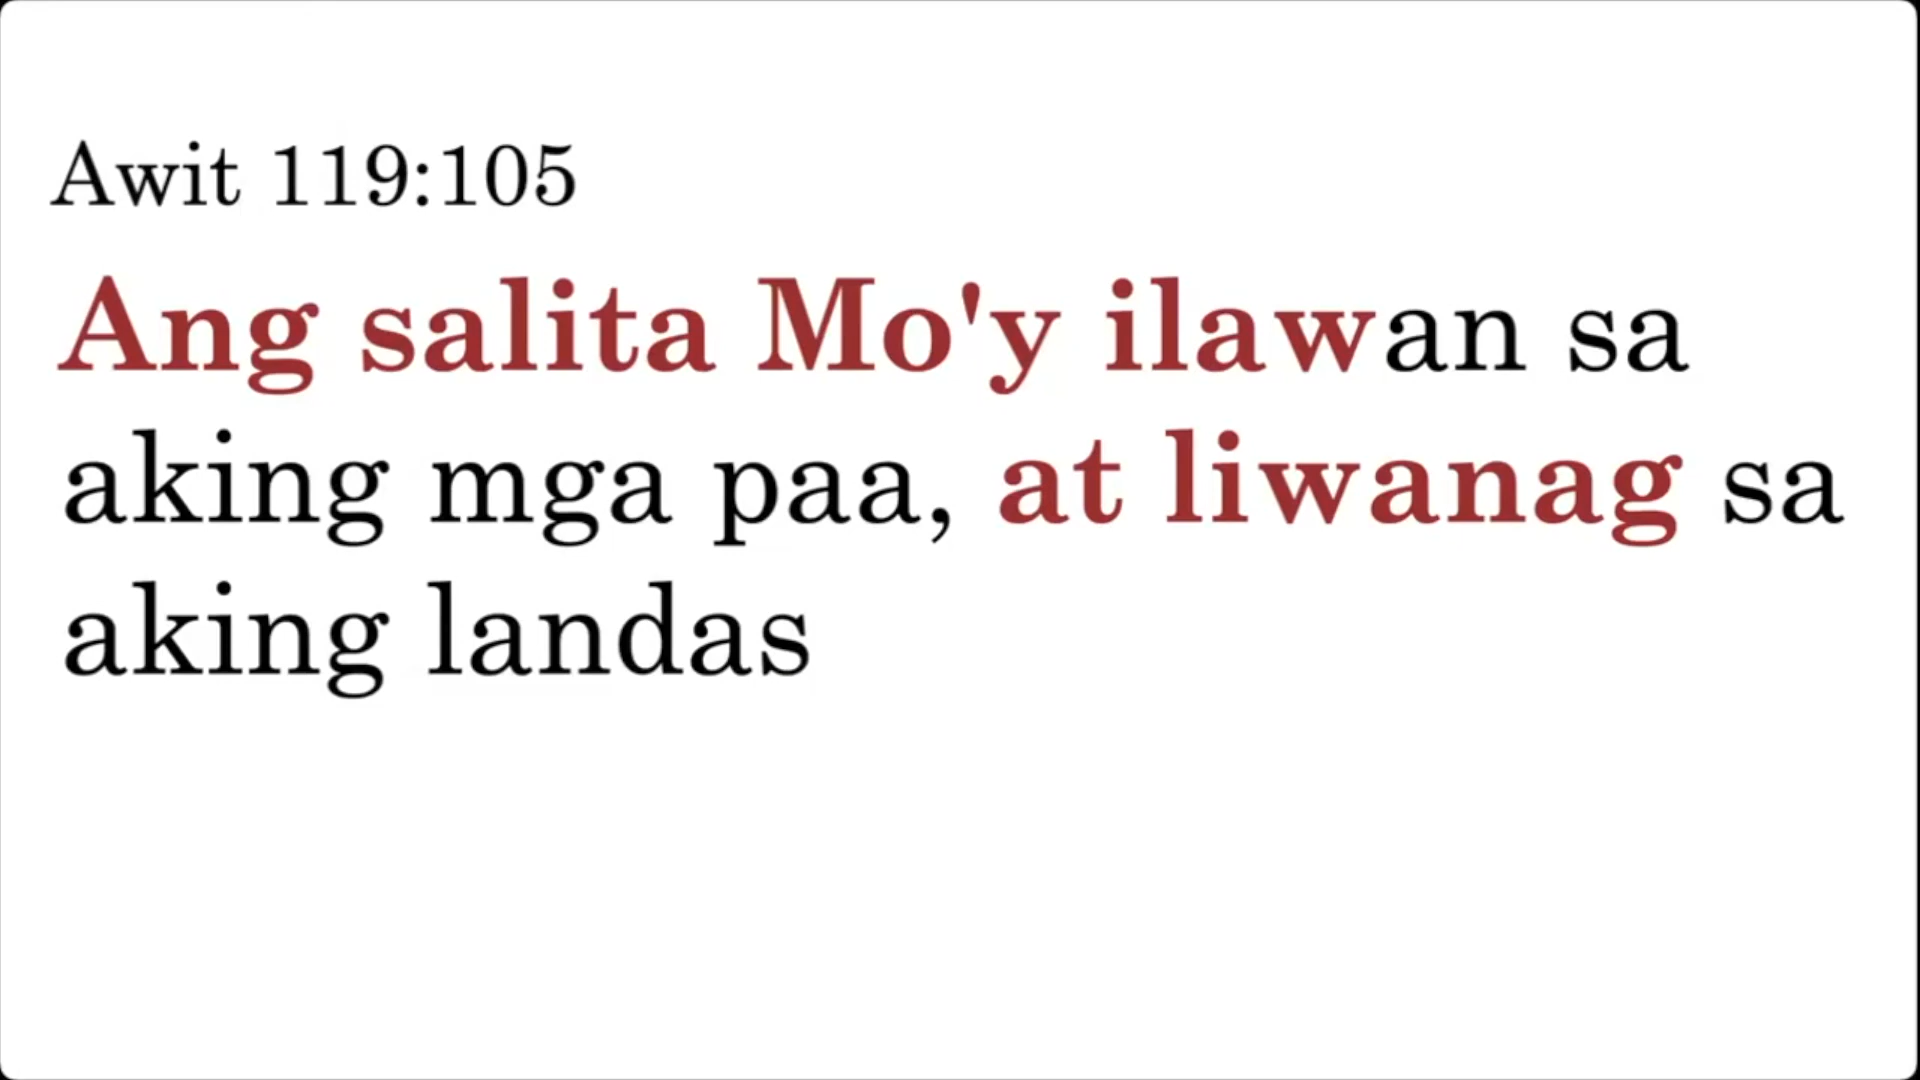 Awit 119:105
Ang salita Mo'y ilawan sa
aking mga paa, at liwanag sa
aking landas